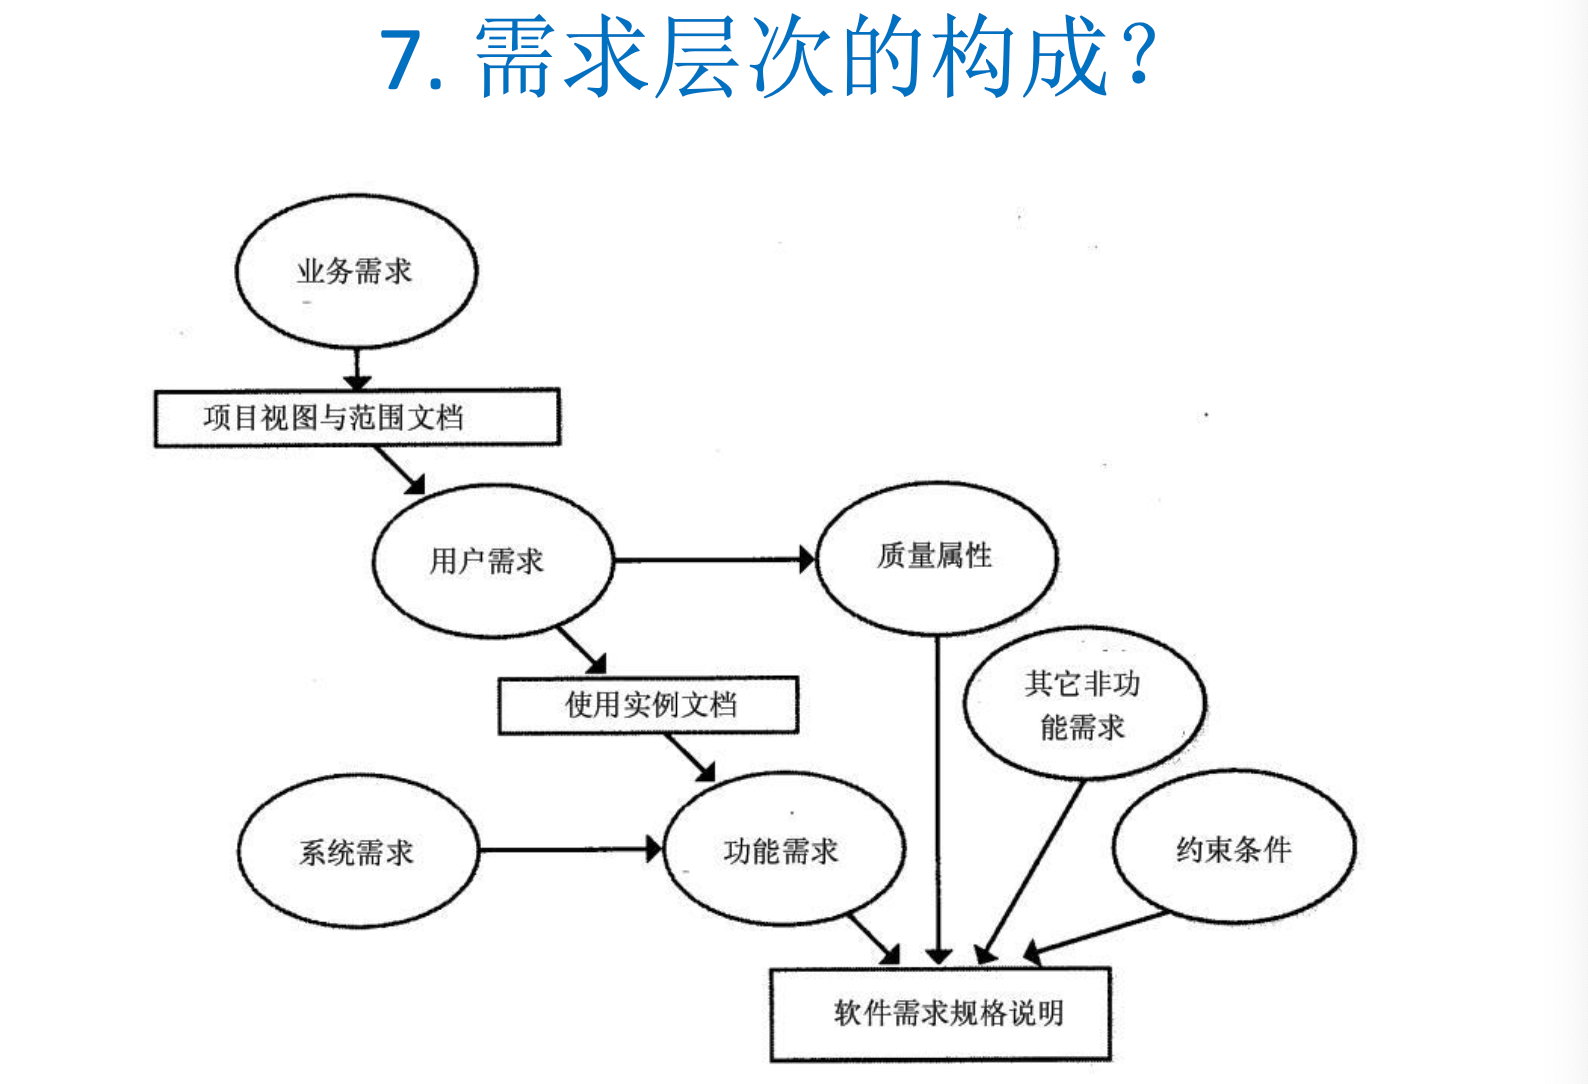 7. 需求层次的构成？
业务需求
项目视图与范围文档
用户需求
质量属性
使用实例文档
其它非功
能需求
系统需求
功能需求
约束条件
软件需求规格说明